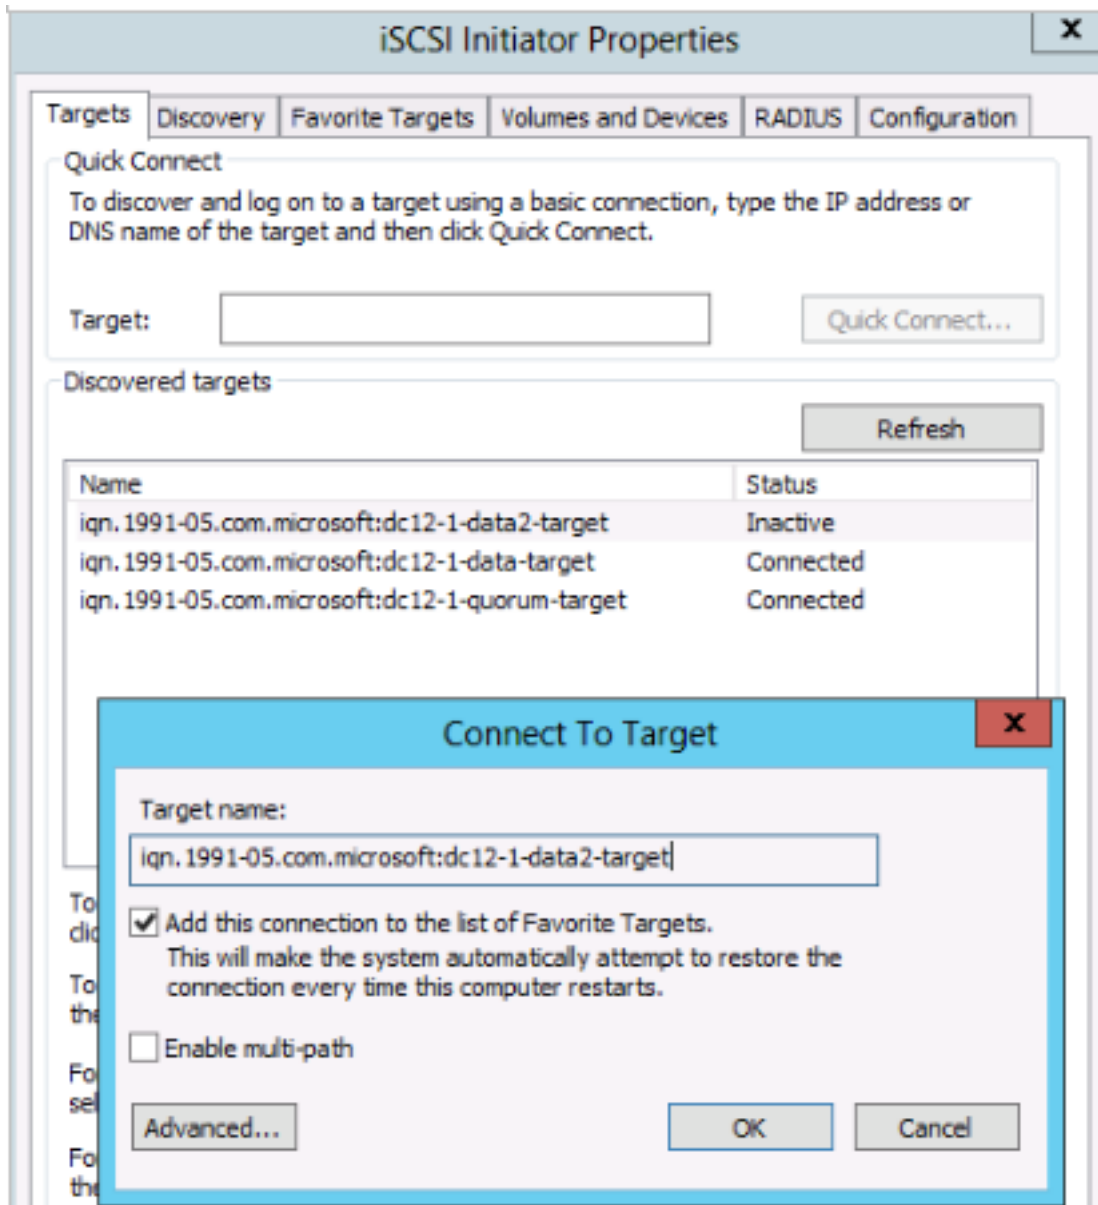 iSCSI Initiator Properties
x
Targets Discovery Favorite Targets Volumes and Devices RADIUS Configuration
Quick Connect
To discover and log on to a target using a basic connection, type the IP address or
DNS name of the target and then click Quick Connect.
Target:
Quick Connect...
Discovered targets
Refresh
Name Status
iqn.1991-05.com.microsoft:dc12-1-data2-target Inactive
iqn.1991-05.com.microsoft:dc12-1-data-target Connected
iqn.1991-05.com.microsoft:dc12-1-quorum-target Connected
Connect To Target
x
Target name:
iqn.1991-05.com.microsoft:dc12-1-data2-target
Add this connection to the list of Favorite Targets.
This will make the system automatically attempt to restore the
connection every time this computer restarts.
Enable multi-path
Advanced... OK Cancel
To
To